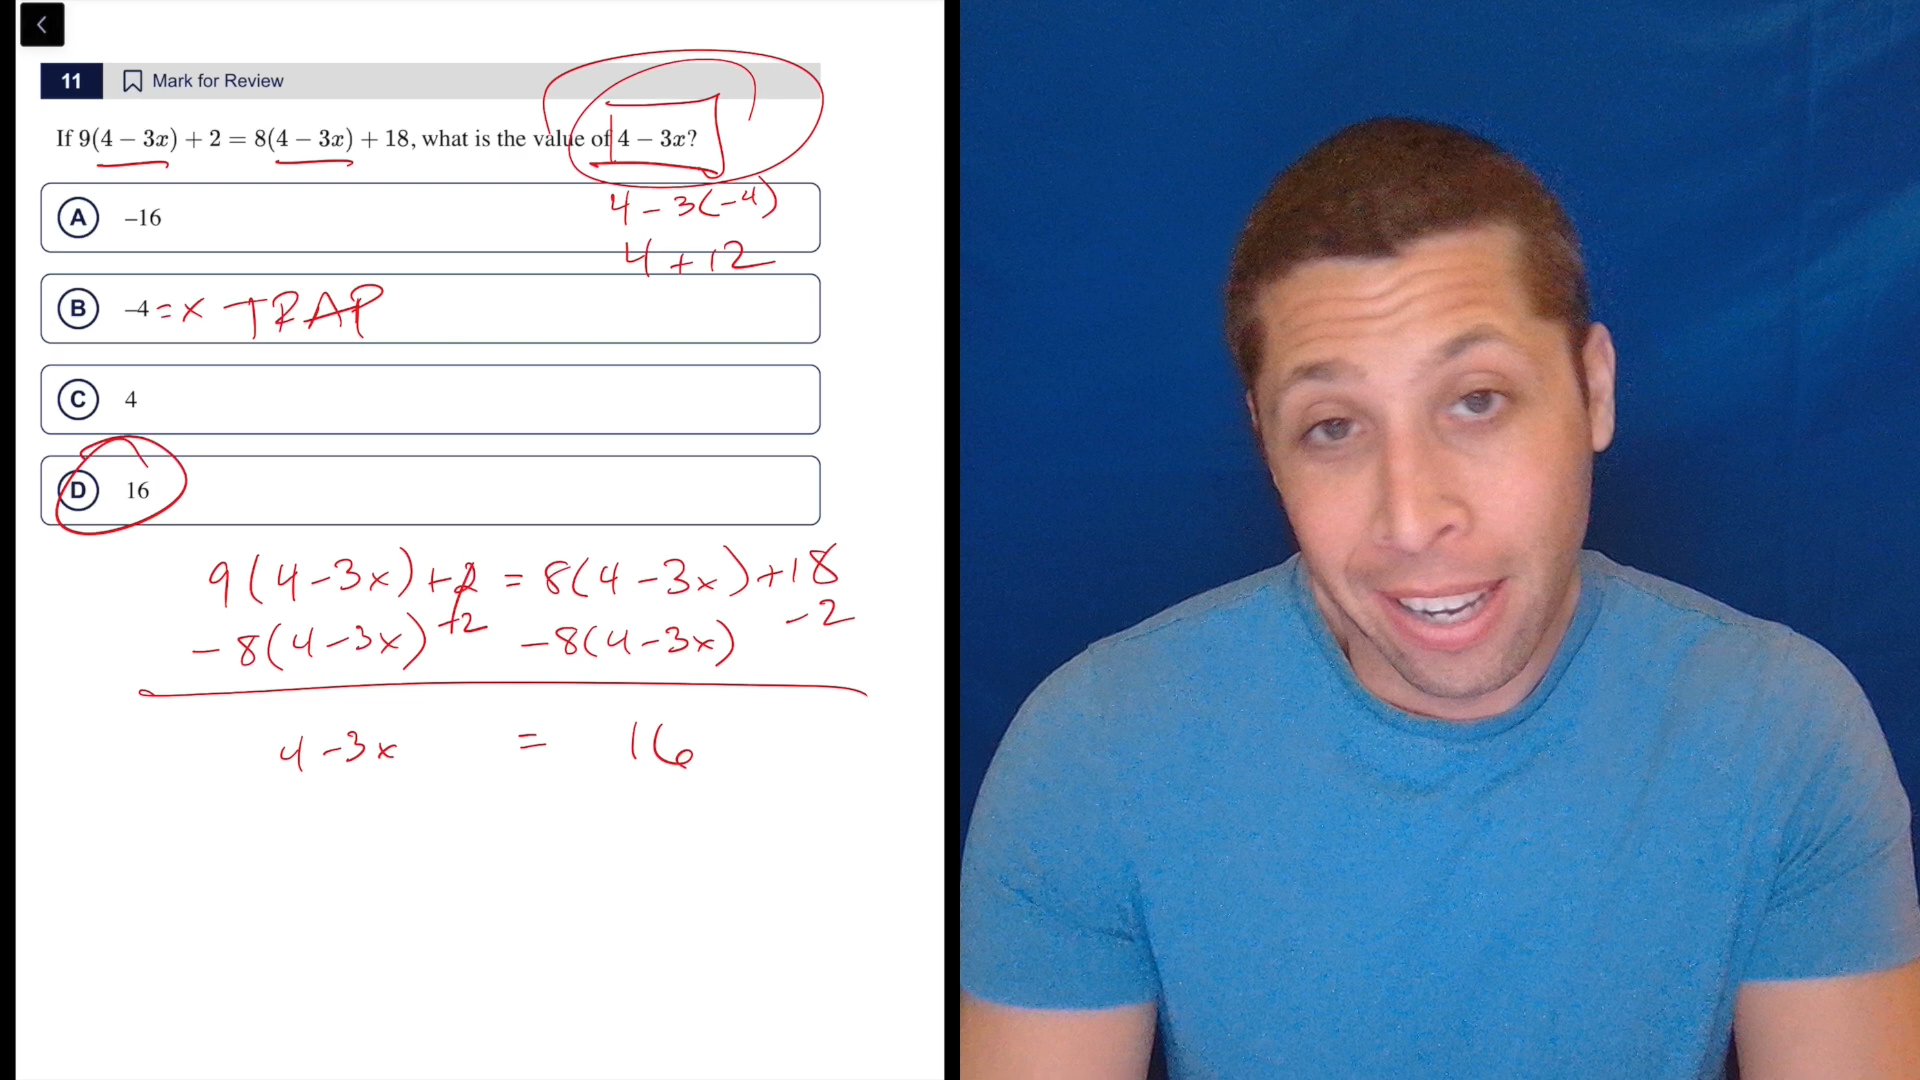 11 Mark for Review
If 9(4 – 3x) + 2 = 8(4 – 3x) + 18, what is the value of 4 – 3x?
4 - 3(-4)
A –16
4 + 12
B –4 = x TRAP
C 4
D 16
9(4-3x)+2 = 8(4-3x)+18
+2 -2
-8(4-3x) -8(4-3x)
4-3x = 16